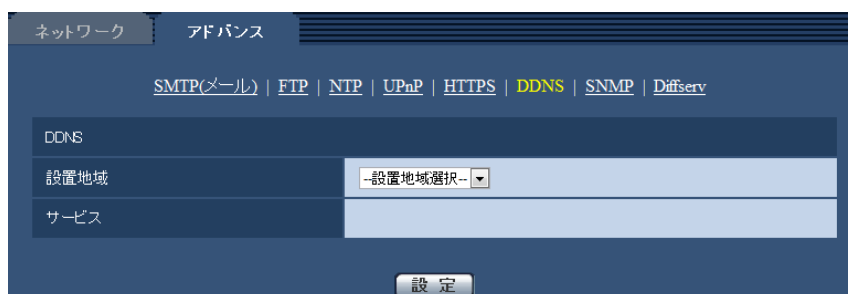 ネットワーク アドバンス
SMTP(メール) | FTP | NTP | UPnP | HTTPS | DDNS | SNMP | Diffserv
DDNS
設置地域 --設置地域選択--
サービス
設 定